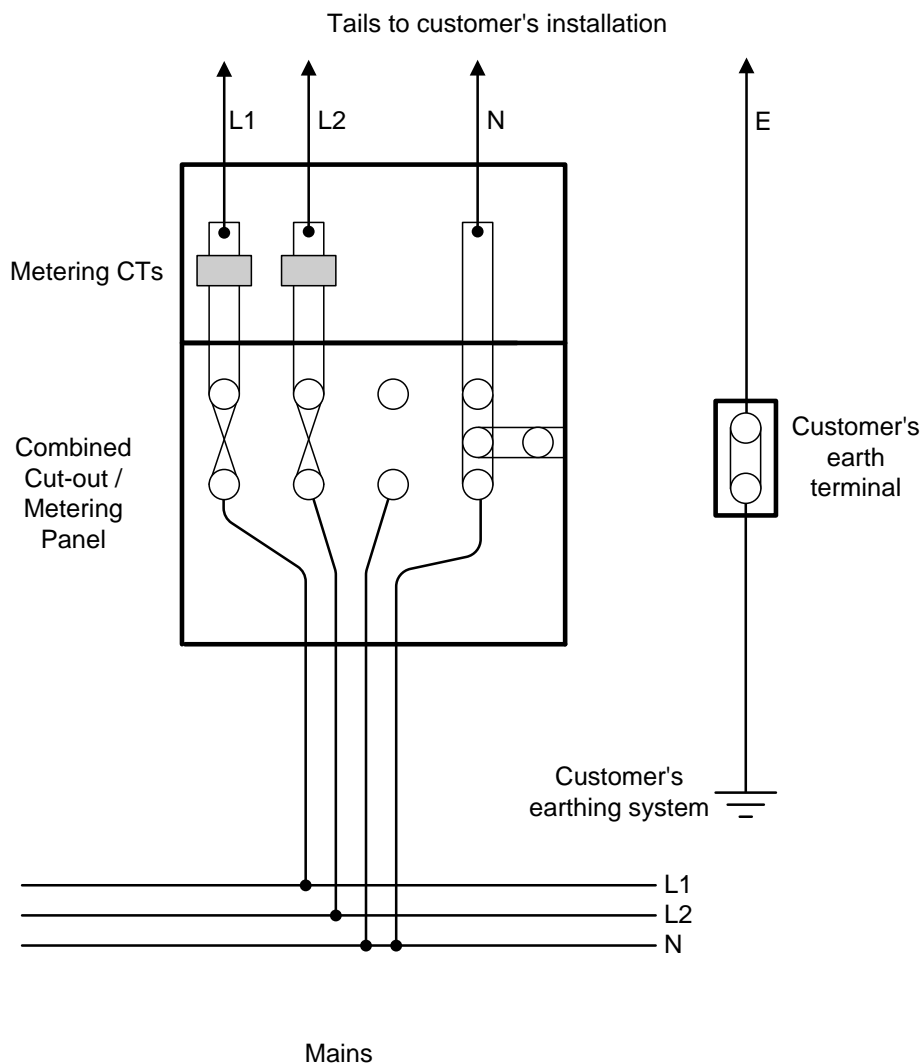 Tails to customer's installation
L1
L2
N
E
Metering CTs
Combined
Cut-out /
Metering
Panel
Customer's
earth
terminal
Customer's
earthing system
L1
L2
N
Mains